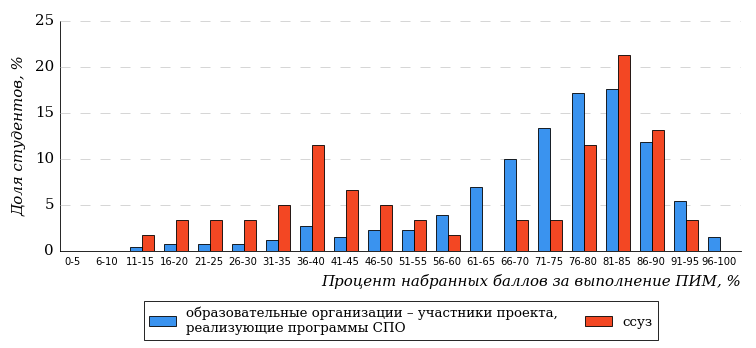 25
20
15
10
5
0
Доля студентов, %
0-5 6-10 11-15 16-20 21-25 26-30 31-35 36-40 41-45 46-50 51-55 56-60 61-65 66-70 71-75 76-80 81-85 86-90 91-95 96-100
Процент набранных баллов за выполнение ПИМ, %
образовательные организации – участники проекта,
реализующие программы СПО
ссуз